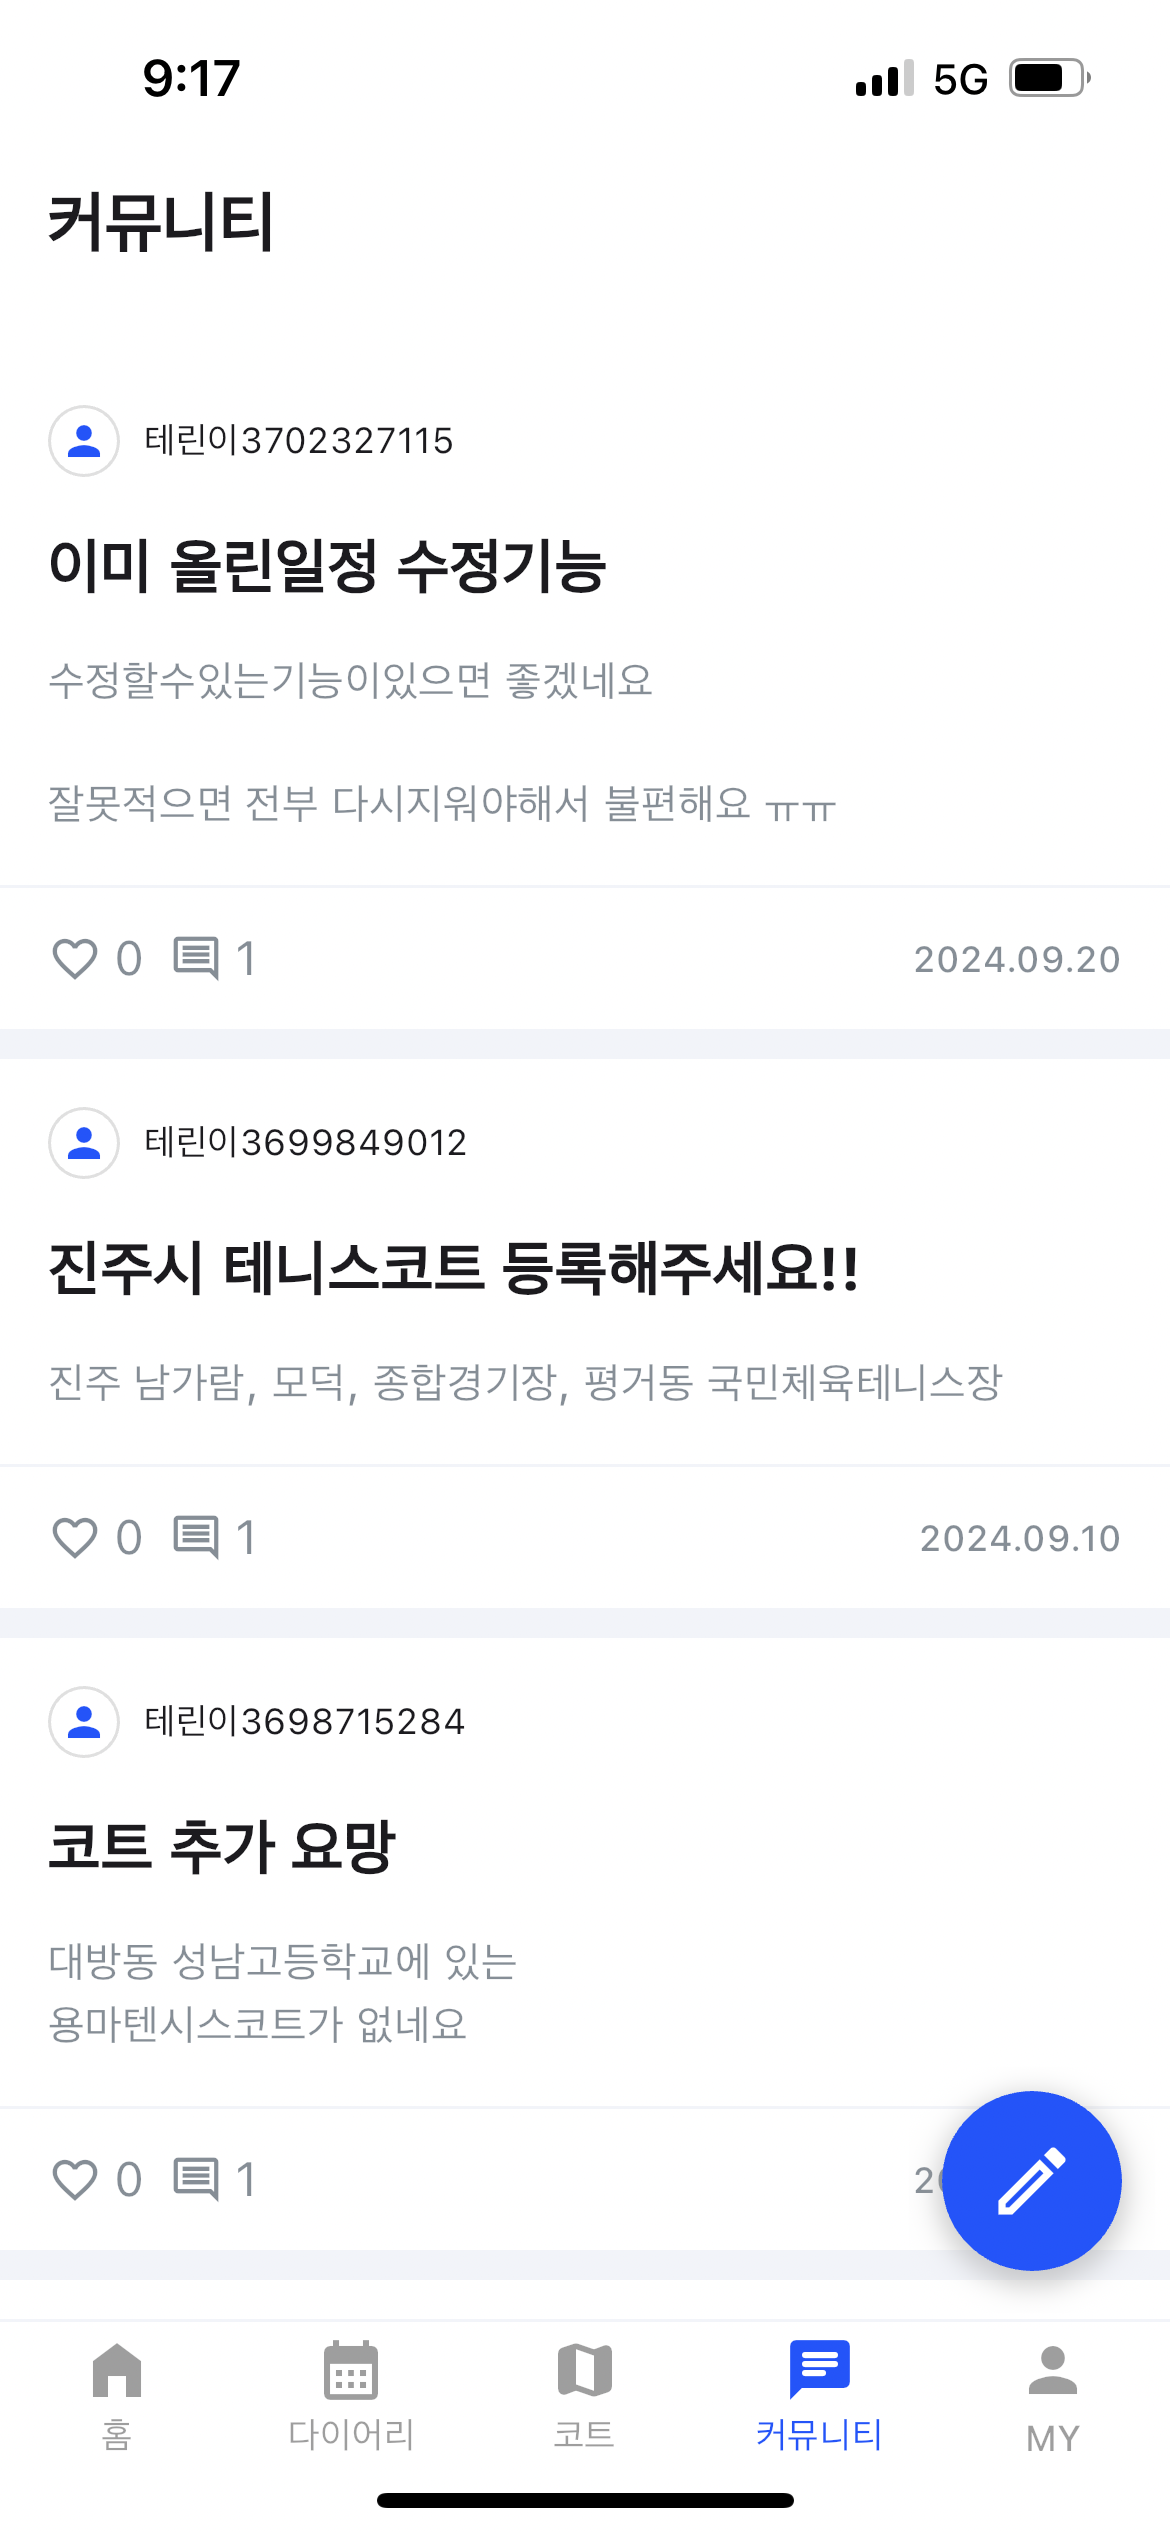 9:17
5G
커뮤니티
테린이3702327115
이미 올린일정 수정기능
수정할수있는기능이있으면 좋겠네요
잘못적으면 전부 다시지워야해서 불편해요 ㅠㅠ
0 1 2024.09.20
테린이3699849012
진주시 테니스코트 등록해주세요!!
진주 남가람, 모덕, 종합경기장, 평거동 국민체육테니스장
0 1 2024.09.10
테린이3698715284
코트 추가 요망
대방동 성남고등학교에 있는
용마텐시스코트가 없네요
0 1
홈 다이어리 코트 커뮤니티 MY